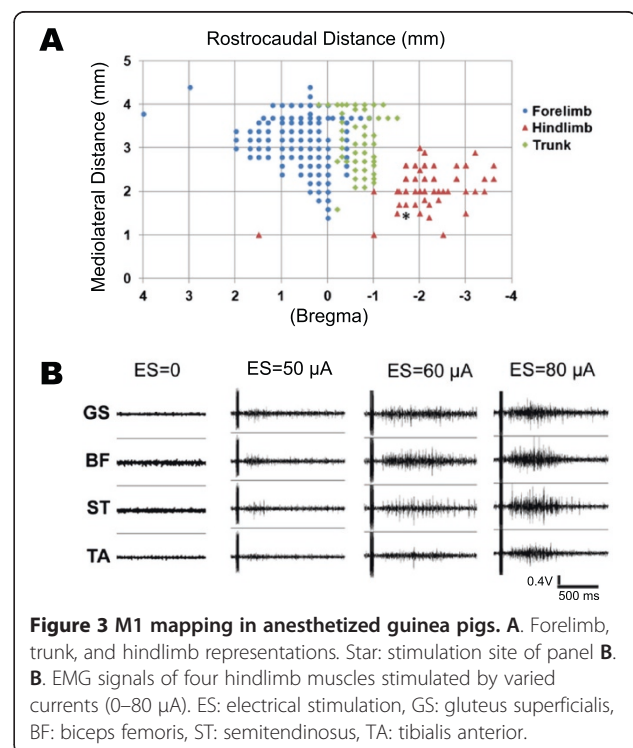 A
Rostrocaudal Distance (mm)
Mediolateral Distance (mm)
5
4
3
2
1
0
4 3 2 1 0 -1 -2 -3 -4
(Bregma)
Forelimb
Hindlimb
Trunk
*
B
ES=0 ES=50 µA ES=60 µA ES=80 µA
GS
BF
ST
TA
0.4V
500 ms
Figure 3 M1 mapping in anesthetized guinea pigs. A. Forelimb,
trunk, and hindlimb representations. Star: stimulation site of panel B.
B. EMG signals of four hindlimb muscles stimulated by varied
currents (0–80 µA). ES: electrical stimulation, GS: gluteus superficialis,
BF: biceps femoris, ST: semitendinosus, TA: tibialis anterior.